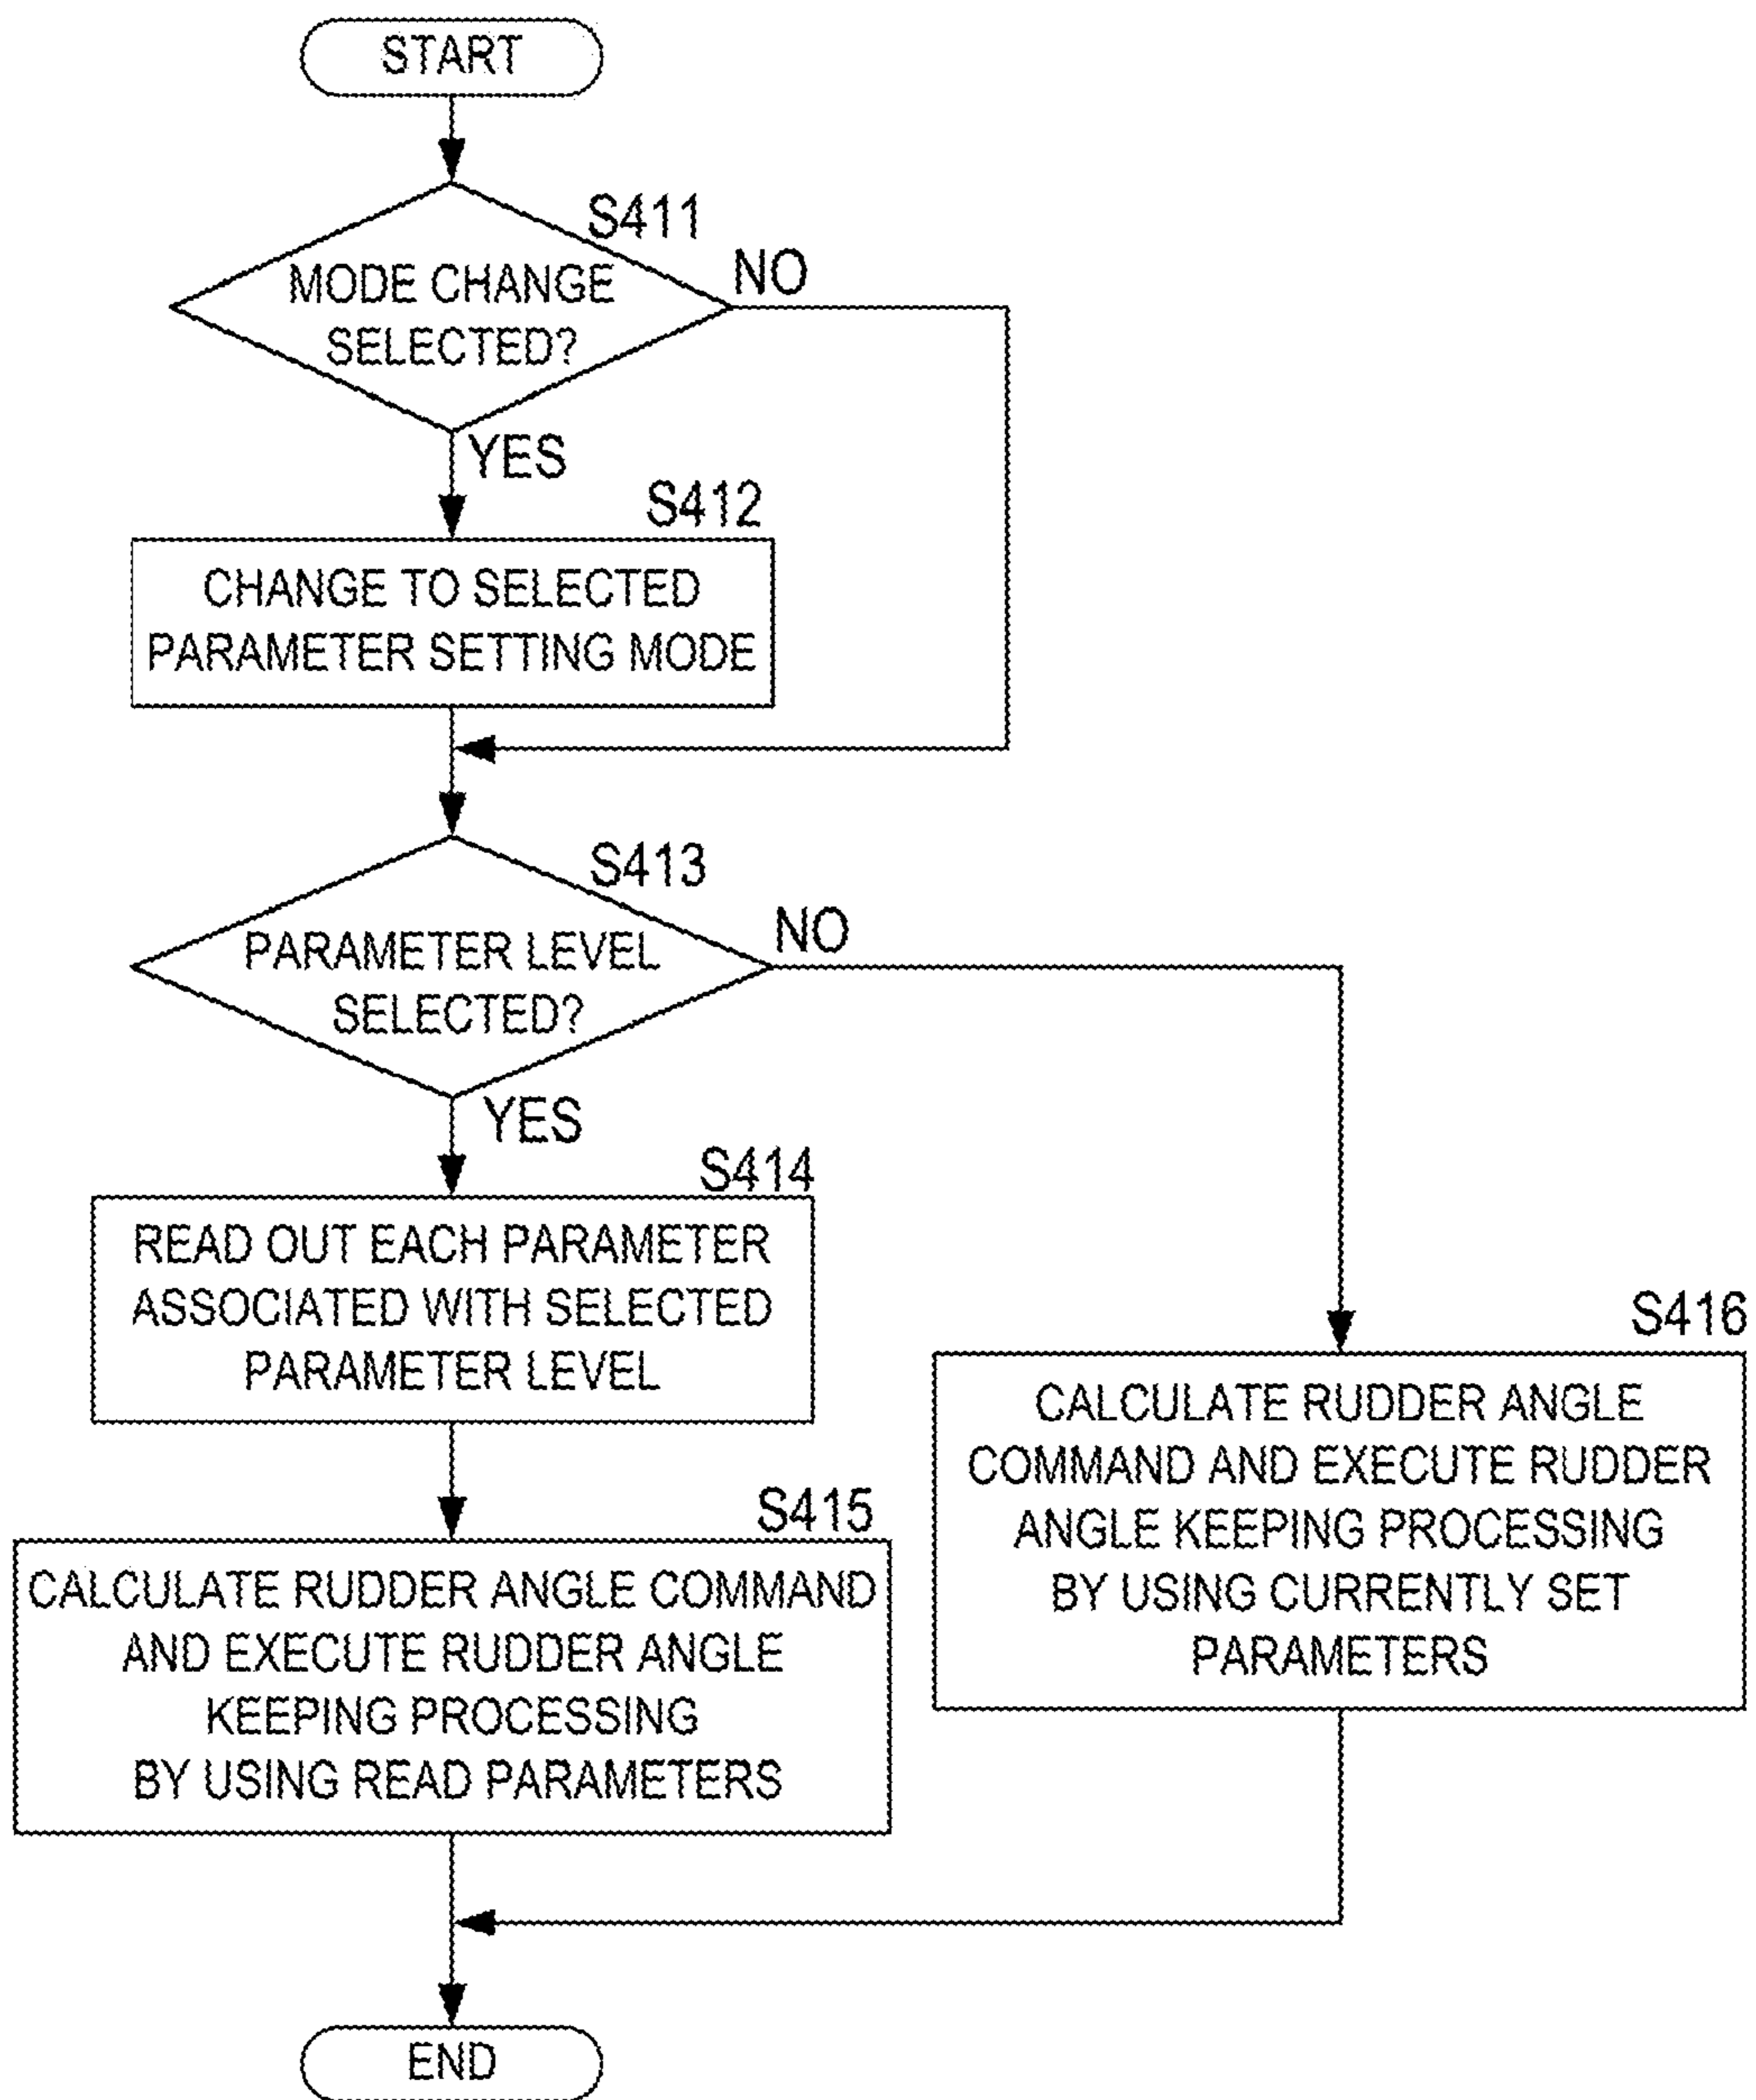 START
S411
MODE CHANGE
SELECTED?
NO
YES
S412
CHANGE TO SELECTED
PARAMETER SETTING MODE
S413
PARAMETER LEVEL
SELECTED?
NO
YES
S414
READ OUT EACH PARAMETER
ASSOCIATED WITH SELECTED
PARAMETER LEVEL
S415
CALCULATE RUDDER ANGLE COMMAND
AND EXECUTE RUDDER ANGLE
KEEPING PROCESSING
BY USING READ PARAMETERS
S416
CALCULATE RUDDER ANGLE
COMMAND AND EXECUTE RUDDER
ANGLE KEEPING PROCESSING
BY USING CURRENTLY SET
PARAMETERS
END